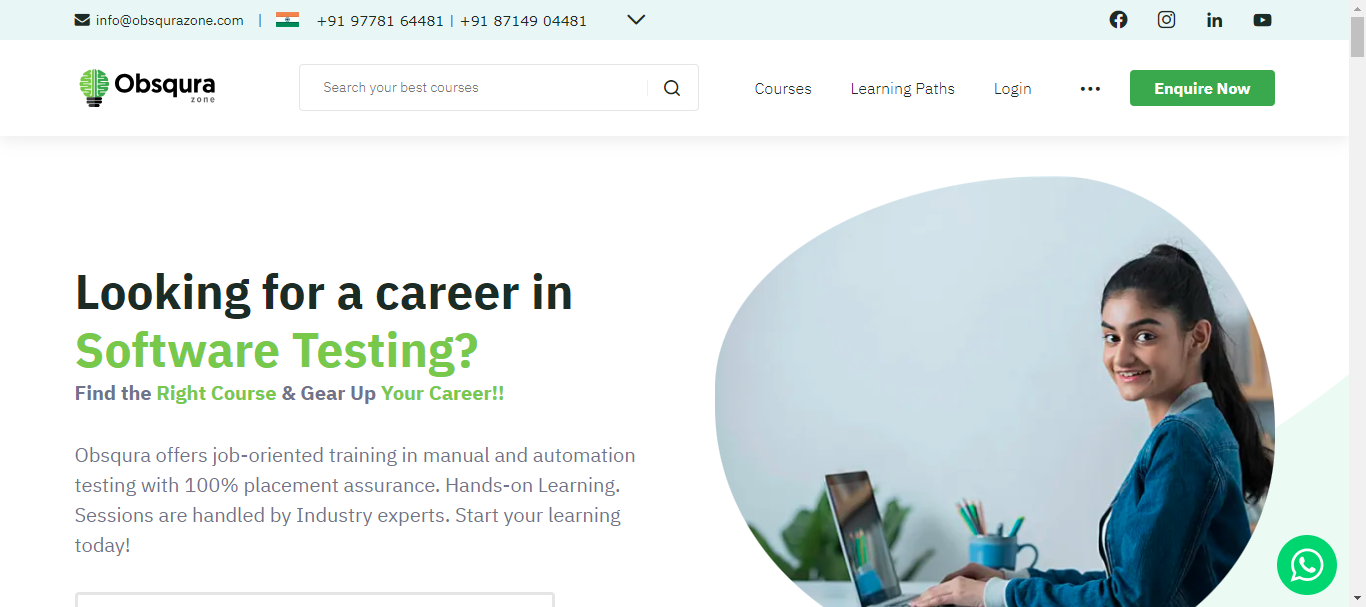 info@obsqurazone.com | +91 97781 64481 | +91 87149 04481
Obsqura
zone
Search your best courses
Courses
Learning Paths
Login
Enquire Now
Looking for a career in
Software Testing?
Find the Right Course & Gear Up Your Career!!
Obsqura offers job-oriented training in manual and automation
testing with 100% placement assurance. Hands-on Learning.
Sessions are handled by Industry experts. Start your learning
today!